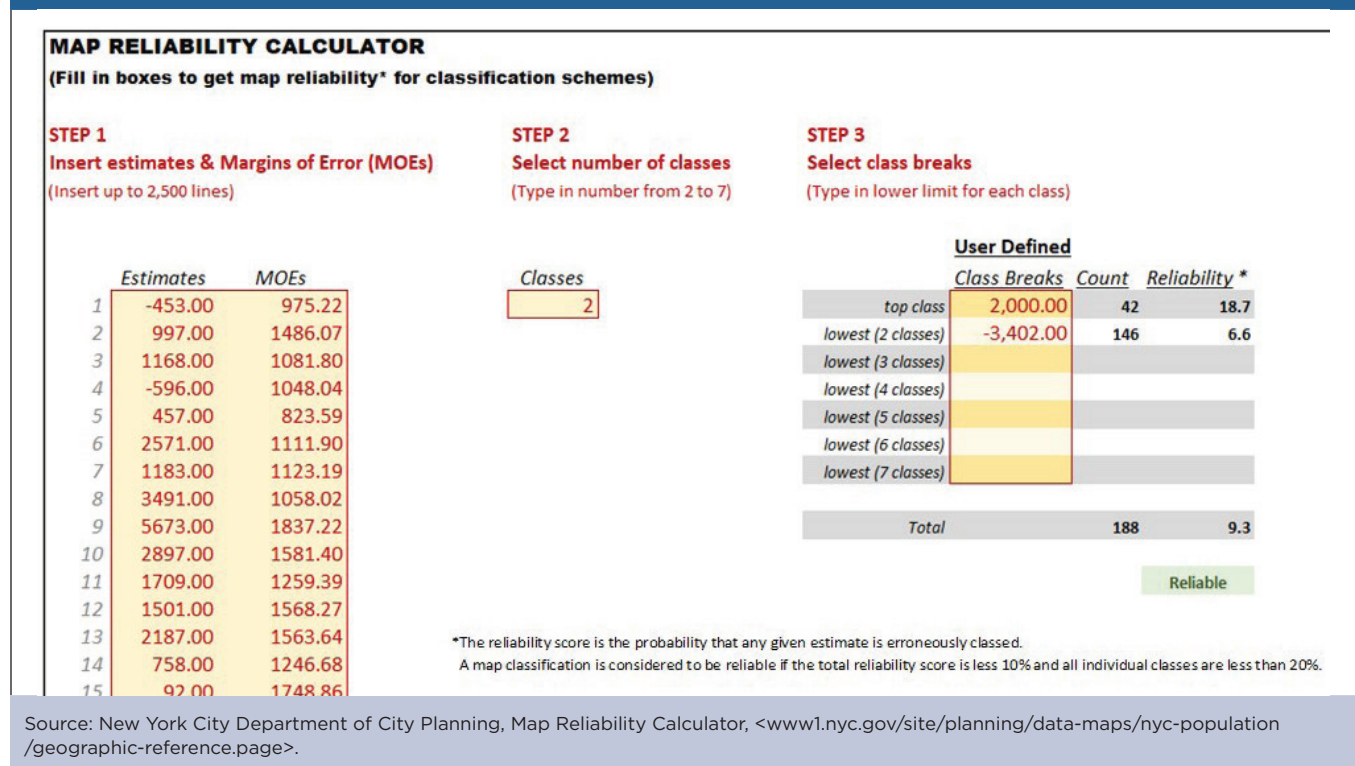 MAP RELIABILITY CALCULATOR
(Fill in boxes to get map reliability* for classification schemes)
STEP 1
Insert estimates & Margins of Error (MOEs)
(Insert up to 2,500 lines)
STEP 2
Select number of classes
(Type in number from 2 to 7)
STEP 3
Select class breaks
(Type in lower limit for each class)
Estimates MOEs
1 -453.00 975.22
2 997.00 1486.07
3 1168.00 1081.80
4 -596.00 1048.04
5 457.00 823.59
6 2571.00 1111.90
7 1183.00 1123.19
8 3491.00 1058.02
9 5673.00 1837.22
10 2897.00 1581.40
11 1709.00 1259.39
12 1501.00 1568.27
13 2187.00 1563.64
14 758.00 1246.68
15 92.00 1748.86
Classes
2
User Defined
Class Breaks Count Reliability *
top class 2,000.00 42 18.7
lowest (2 classes) -3,402.00 146 6.6
lowest (3 classes)
lowest (4 classes)
lowest (5 classes)
lowest (6 classes)
lowest (7 classes)
Total 188 9.3
Reliable
*The reliability score is the probability that any given estimate is erroneously classed.
A map classification is considered to be reliable if the total reliability score is less 10% and all individual classes are less than 20%.
Source: New York City Department of City Planning, Map Reliability Calculator, <www1.nyc.gov/site/planning/data-maps/nyc-population
/geographic-reference.page>.